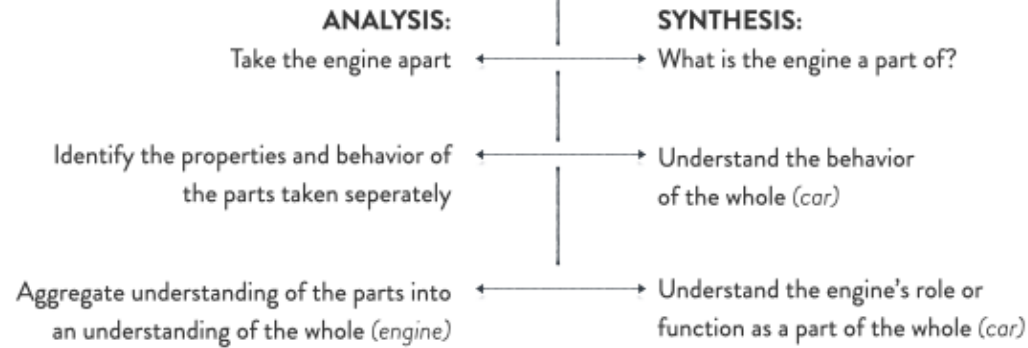 ANALYSIS:
Take the engine apart
Identify the properties and behavior of
the parts taken seperately
Aggregate understanding of the parts into
an understanding of the whole (engine)
SYNTHESIS:
What is the engine a part of?
Understand the behavior
of the whole (car)
Understand the engine's role or
function as a part of the whole (car)